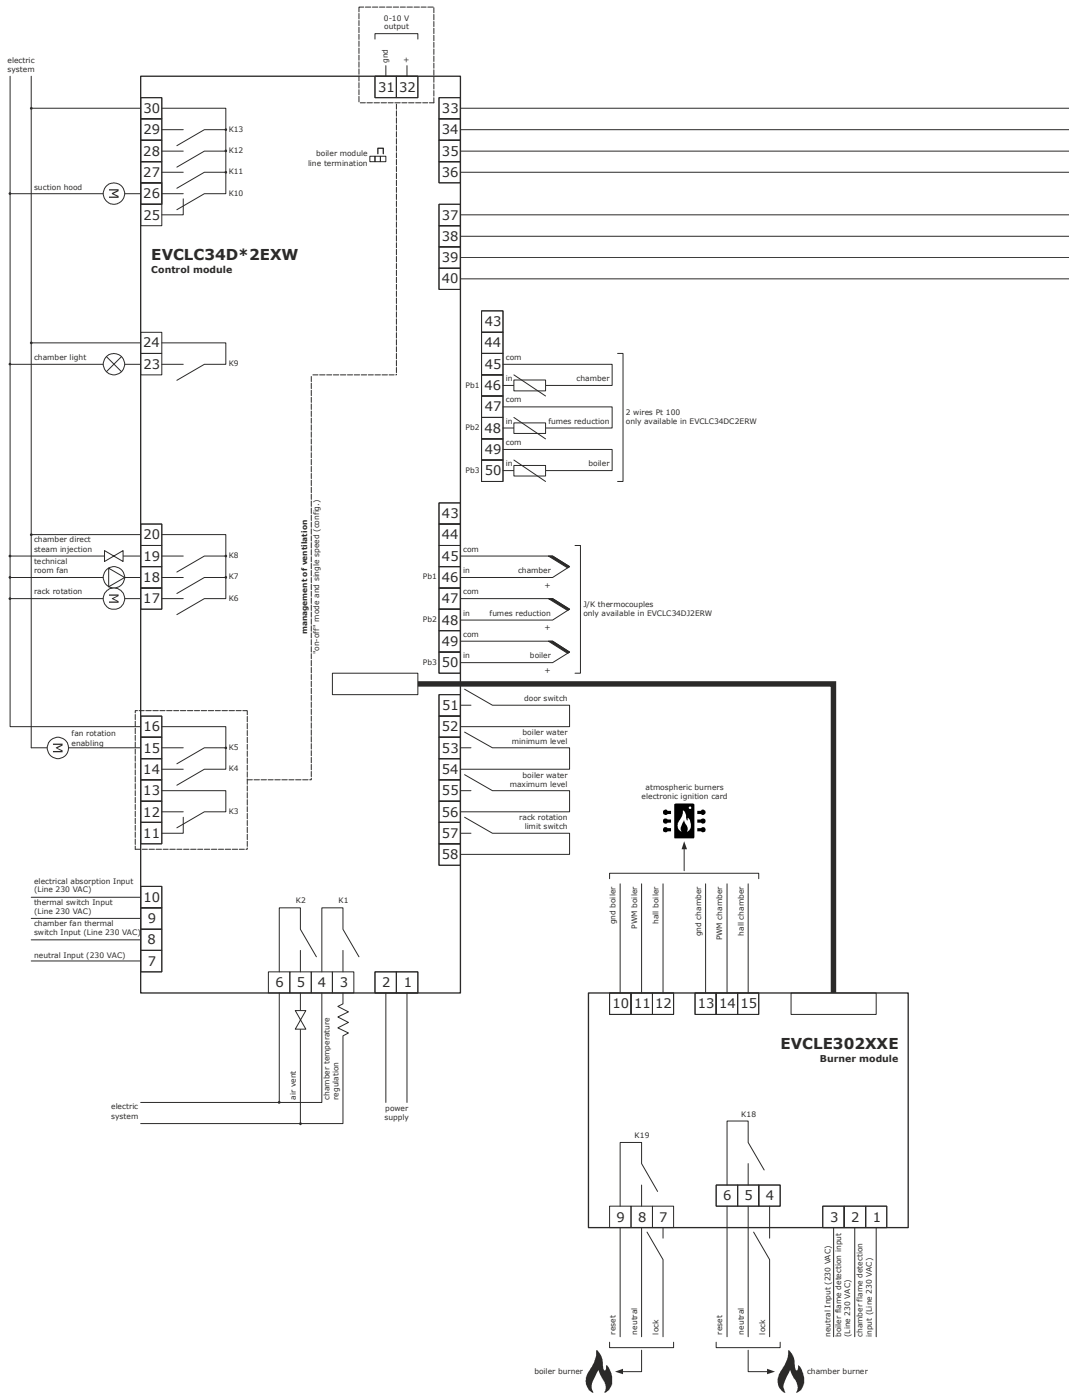 0-10 V
output
gnd
+
electric
system
31 32
30
29
28
27
26
25
K13
K12
K11
K10
33
34
35
36
boiler module
line termination
suction hood
M
37
38
39
40
EVCLC34D*2EXW
Control module
24
23
K9
chamber light
43
44
45
46
47
48
49
50
com
in
chamber
Pb1
com
in
fumes reduction
Pb2
com
in
boiler
Pb3
2 wires Pt 100
only available in EVCLC34DC2ERW
management of ventilation
"on-off" mode and single speed (config.)
chamber direct
steam injection
technical
room fan
rack rotation
M
20
19
18
17
K8
K7
K6
43
44
45
46
47
48
49
50
com
in
chamber
+
Pb1
com
in
fumes reduction
+
Pb2
com
in
boiler
+
Pb3
J/K thermocouples
only available in EVCLC34DJ2ERW
fan rotation
enabling
M
16
15
14
13
12
11
K5
K4
K3
51
52
53
54
55
56
57
58
door switch
boiler water
minimum level
boiler water
maximum level
rack rotation
limit switch
atmospheric burners
electronic ignition card
electrical absorption Input
(Line 230 VAC)
thermal switch Input
(Line 230 VAC)
chamber fan thermal
switch Input (Line 230 VAC)
neutral Input (230 VAC)
10
9
8
7
K2
K1
6 5 4 3
2 1
air vent
chamber temperature
regulation
electric
system
power
supply
gnd boiler
PWM boiler
hall boiler
gnd chamber
PWM chamber
hall chamber
10 11 12
13 14 15
EVCLE302XXE
Burner module
K19
K18
9 8 7
6 5 4
3 2 1
reset
neutral
lock
reset
neutral
lock
neutral Input (230 VAC)
boiler flame detection input
(Line 230 VAC)
chamber flame detection
input (Line 230 VAC)
boiler burner
chamber burner